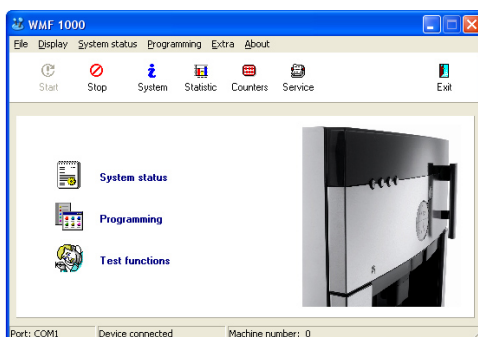 WMF 1000
File Display System status Programming Extra About
Start Stop System Statistic Counters Service Exit
System status
Programming
Test functions
Port: COM1 Device connected Machine number: 0